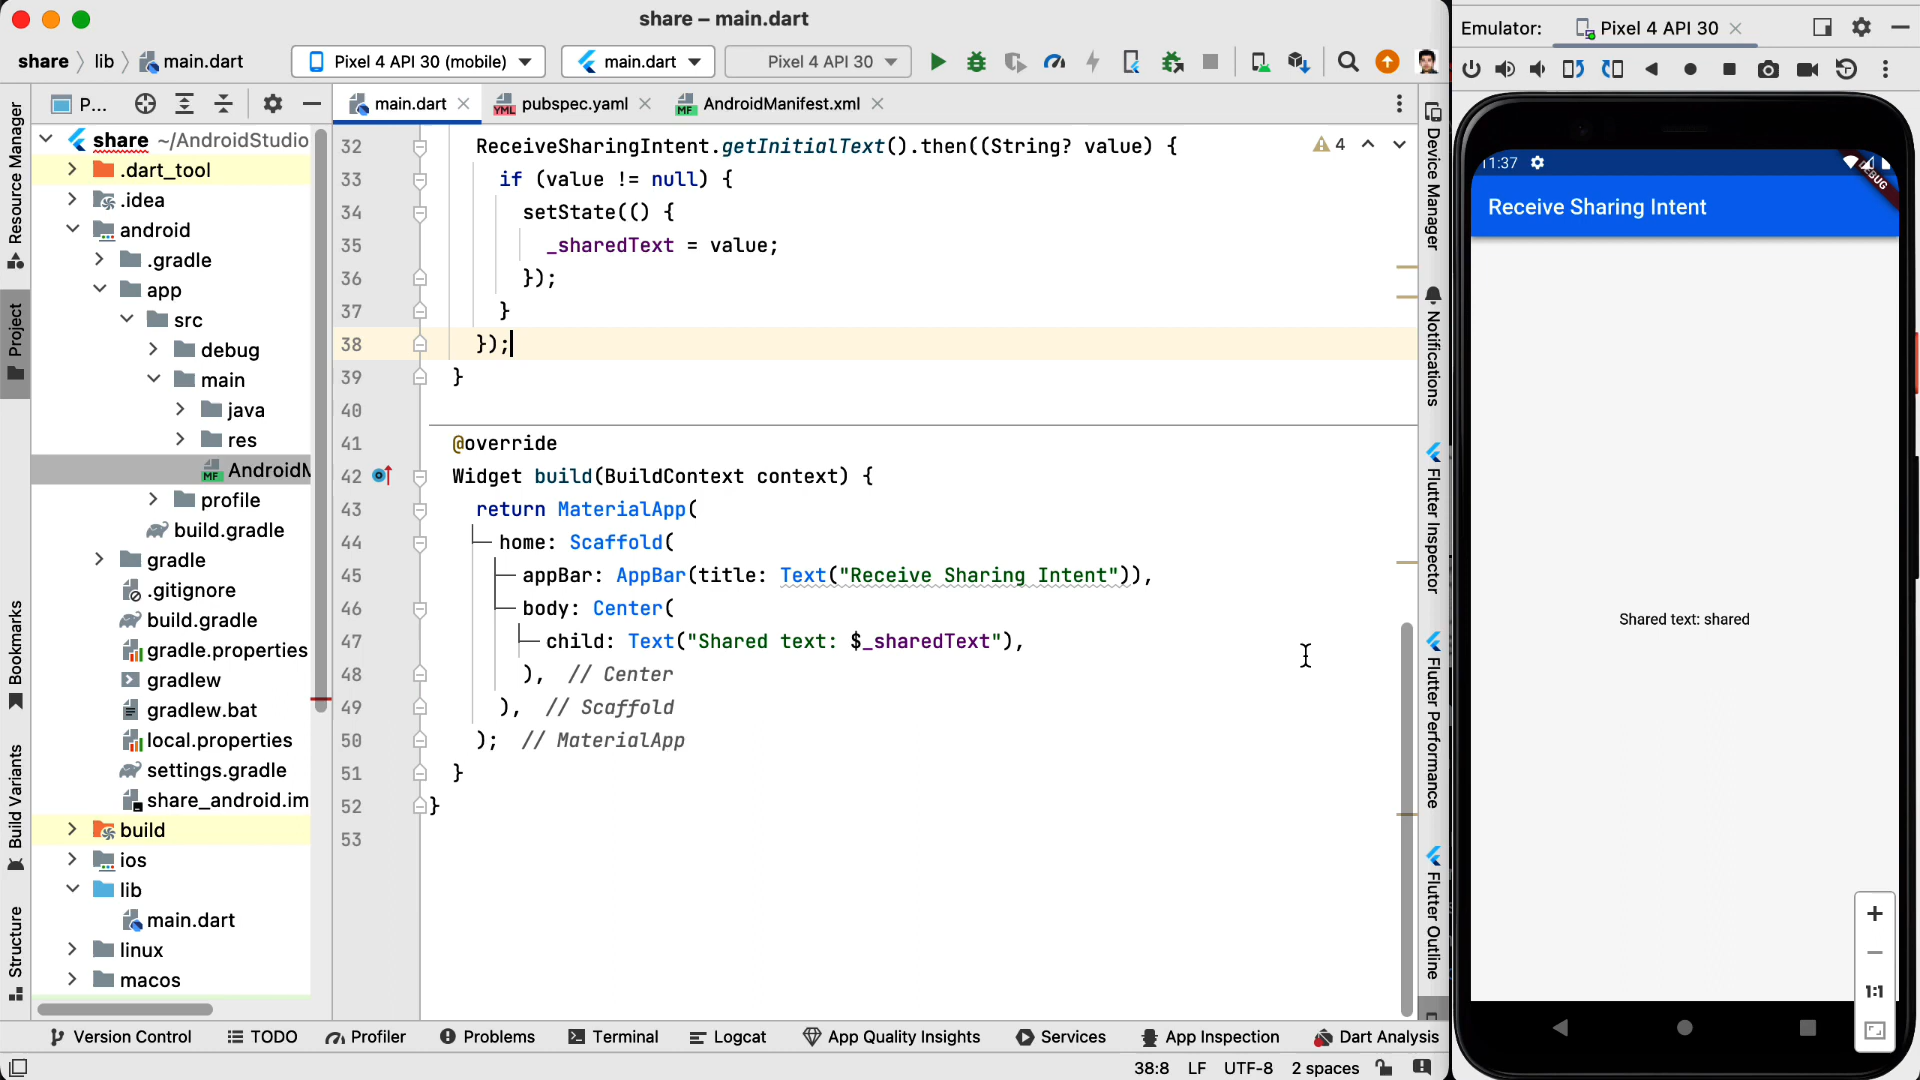 share – main.dart
share
lib
main.dart
Pixel 4 API 30 (mobile)
main.dart
Pixel 4 API 30
P...
main.dart
pubspec.yaml
AndroidManifest.xml
Resource Manager
Project
Bookmarks
Build Variants
Structure
share ~/AndroidStudio
.dart_tool
.idea
android
.gradle
app
src
debug
main
java
res
AndroidM
profile
build.gradle
gradle
.gitignore
build.gradle
gradle.properties
gradlew
gradlew.bat
local.properties
settings.gradle
share_android.im
build
ios
lib
main.dart
linux
macos
4
32 ReceiveSharingIntent.getInitialText().then((String? value) {
33 if (value != null) {
34 setState(() {
35 _sharedText = value;
36 });
37 }
38 });
39 }
40
41 @override
42 Widget build(BuildContext context) {
43 return MaterialApp(
44 home: Scaffold(
45 appBar: AppBar(title: Text("Receive Sharing Intent")),
46 body: Center(
47 child: Text("Shared text: $_sharedText"),
48 ), // Center
49 ), // Scaffold
50 ); // MaterialApp
51 }
52 }
53
Device Manager
Notifications
Flutter Inspector
Flutter Performance
Flutter Outline
Version Control
TODO
Profiler
Problems
Terminal
Logcat
App Quality Insights
Services
App Inspection
Dart Analysis
38:8 LF UTF-8 2 spaces
Emulator: Pixel 4 API 30
11:37
DEBUG
Receive Sharing Intent
Shared text: shared
1:1